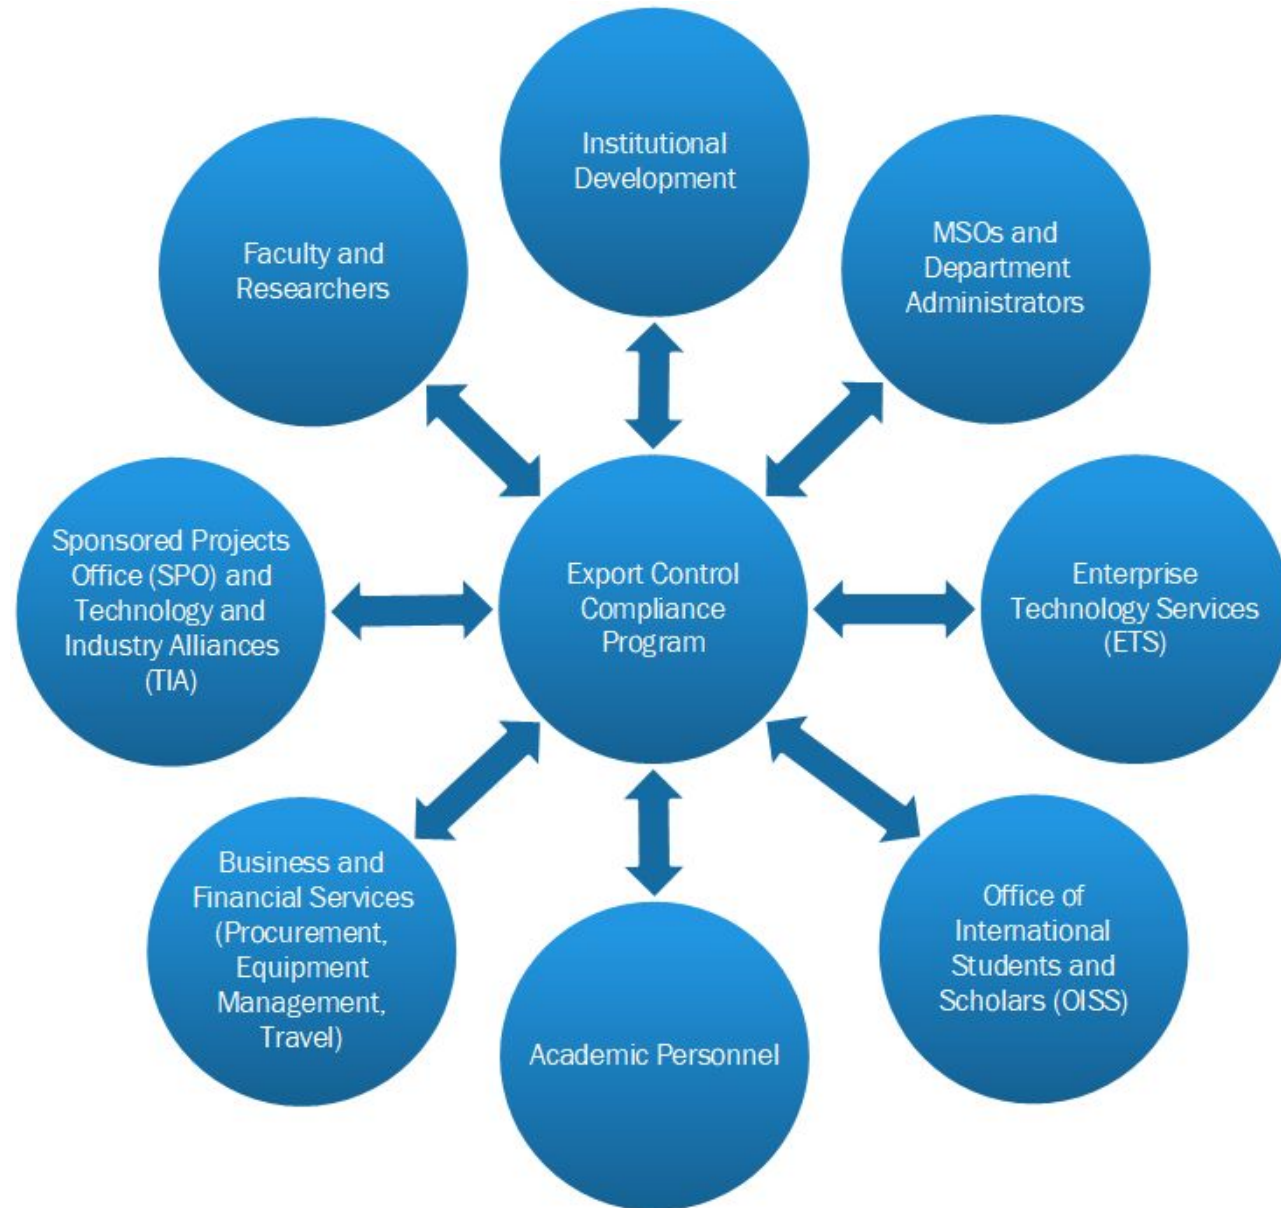 Institutional
Development
MSOs and
Department
Administrators
Faculty and
Researchers
Sponsored Projects
Office (SPO) and
Technology and
Industry Alliances
(TIA)
Export Control
Compliance
Program
Enterprise
Technology Services
(ETS)
Business and
Financial Services
(Procurement,
Equipment
Management,
Travel)
Office of
International
Students and
Scholars (OISS)
Academic Personnel